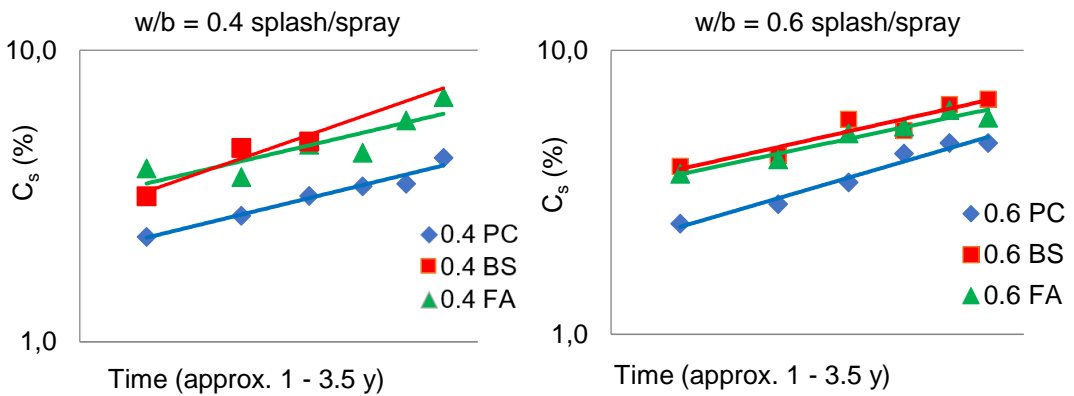 w/b = 0.4 splash/spray
10,0
Cs (%)
0.4 PC
0.4 BS
0.4 FA
1,0
Time (approx. 1 - 3.5 y)
w/b = 0.6 splash/spray
10,0
Cs (%)
0.6 PC
0.6 BS
0.6 FA
1,0
Time (approx. 1 - 3.5 y)